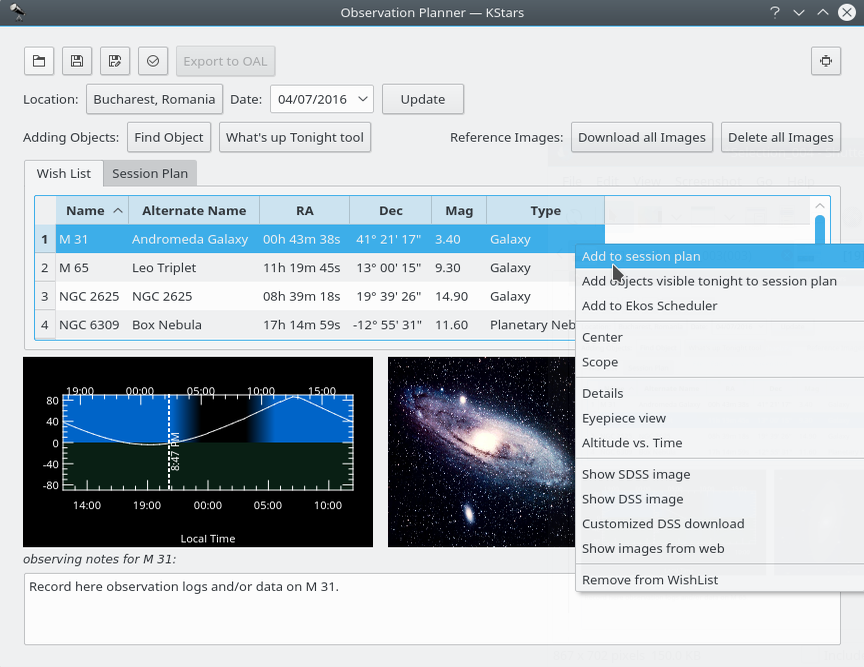 Observation Planner — KStars
Export to OAL
Location: Bucharest, Romania Date: 04/07/2016 Update
Adding Objects: Find Object What's up Tonight tool Reference Images: Download all Images Delete all Images
Wish List Session Plan
Name Alternate Name RA Dec Mag Type
1 M 31 Andromeda Galaxy 00h 43m 38s 41° 21' 17" 3.40 Galaxy
2 M 65 Leo Triplet 11h 19m 45s 13° 00' 15" 9.30 Galaxy
3 NGC 2625 NGC 2625 08h 39m 18s 19° 39' 26" 14.90 Galaxy
4 NGC 6309 Box Nebula 17h 14m 59s -12° 55' 31" 11.60 Planetary Neb
Add to session plan
Add objects visible tonight to session plan
Add to Ekos Scheduler
Center
Scope
Details
Eyepiece view
Altitude vs. Time
Show SDSS image
Show DSS image
Customized DSS download
Show images from web
Remove from WishList
19:00 00:00 05:00 10:00 15:00
80
40
0
-40
-80
8:47 PM
14:00 19:00 00:00 05:00 10:00
Local Time
observing notes for M 31:
Record here observation logs and/or data on M 31.